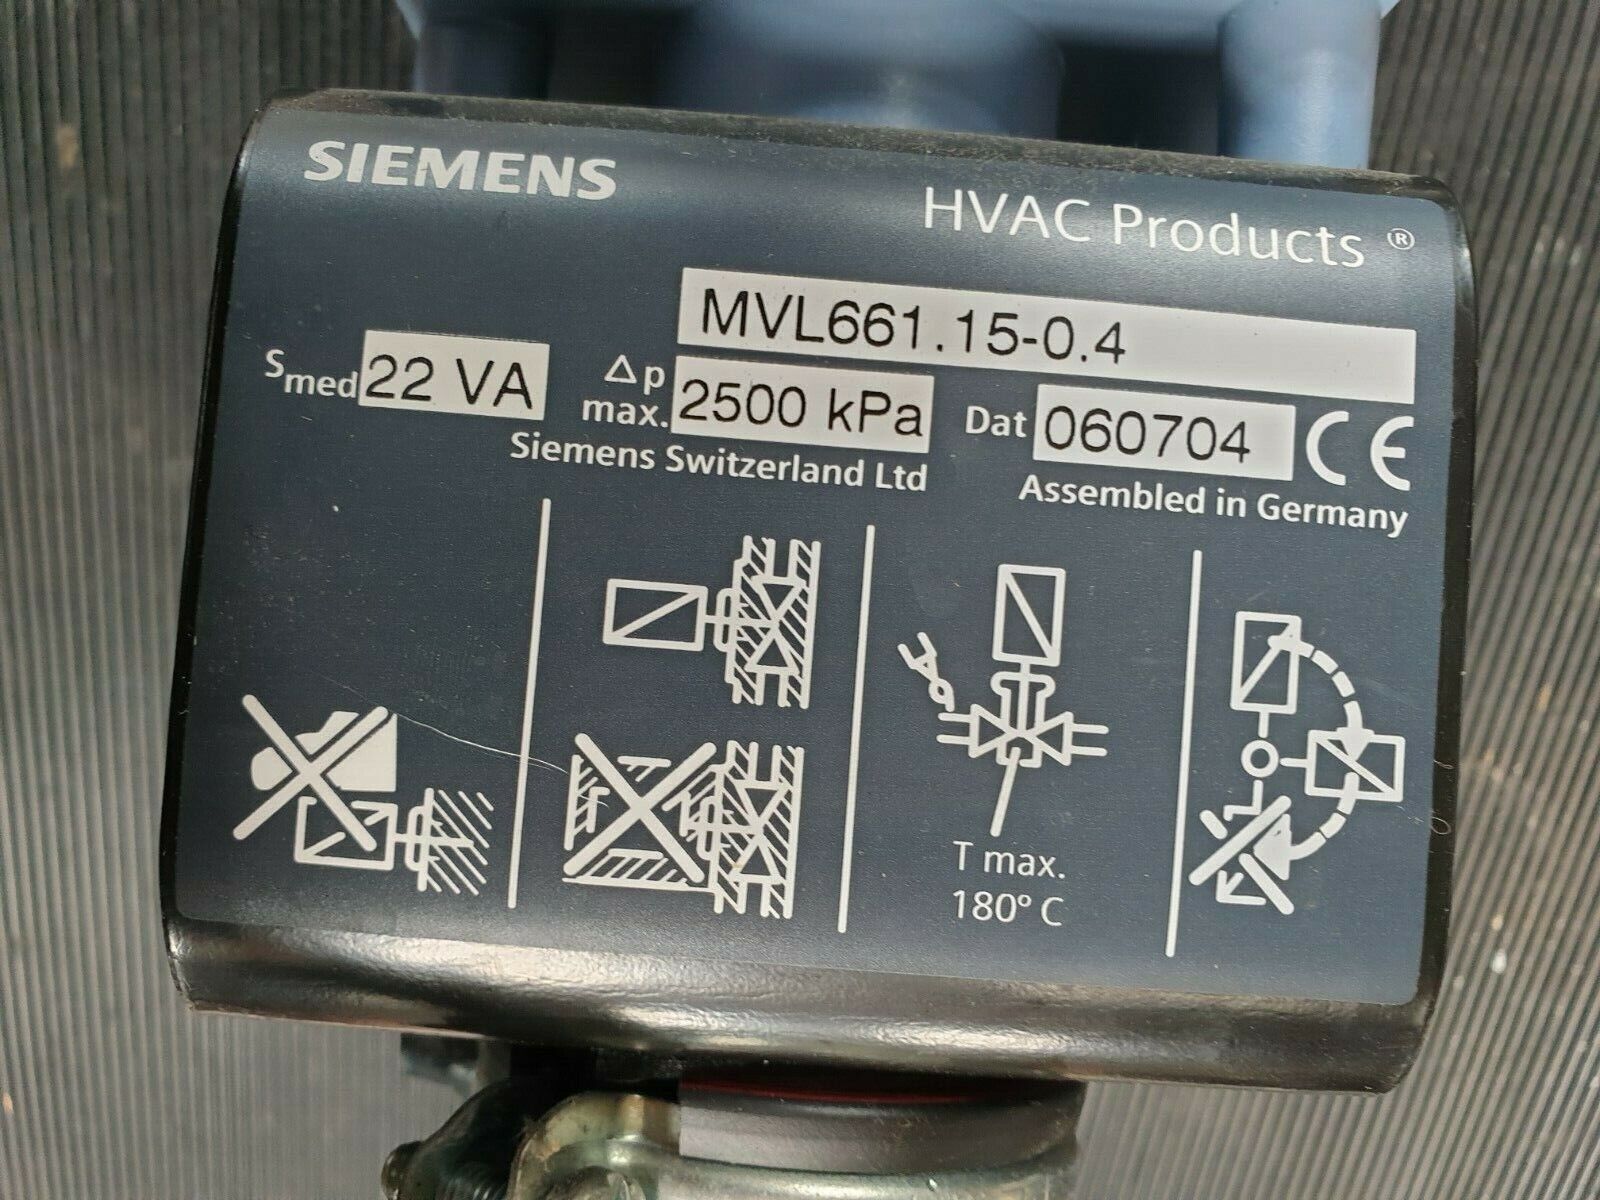 SIEMENS
HVAC Products ®
MVL661.15-0.4
Smed 22 VA
Δp max. 2500 kPa
Dat 060704 CE
Siemens Switzerland Ltd
Assembled in Germany
T max.
180° C